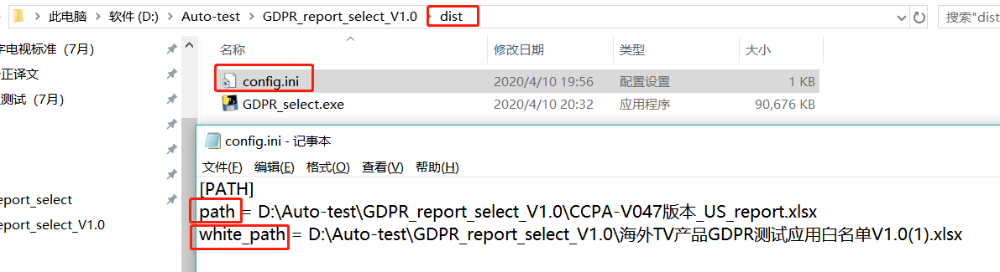 此电脑 > 软件 (D:) > Auto-test > GDPR_report_select_V1.0 > dist
搜索"dist
字电视标准（7月）
正译文
测试（7月）
eport_select
eport_select_V1.0
名称 修改日期 类型 大小
config.ini 2020/4/10 19:56 配置设置 1 KB
GDPR_select.exe 2020/4/10 20:32 应用程序 90,676 KB
config.ini - 记事本
文件(F) 编辑(E) 格式(O) 查看(V) 帮助(H)
[PATH]
path = D:\Auto-test\GDPR_report_select_V1.0\CCPA-V047版本_US_report.xlsx
white_path = D:\Auto-test\GDPR_report_select_V1.0\海外TV产品GDPR测试应用白名单V1.0(1).xlsx